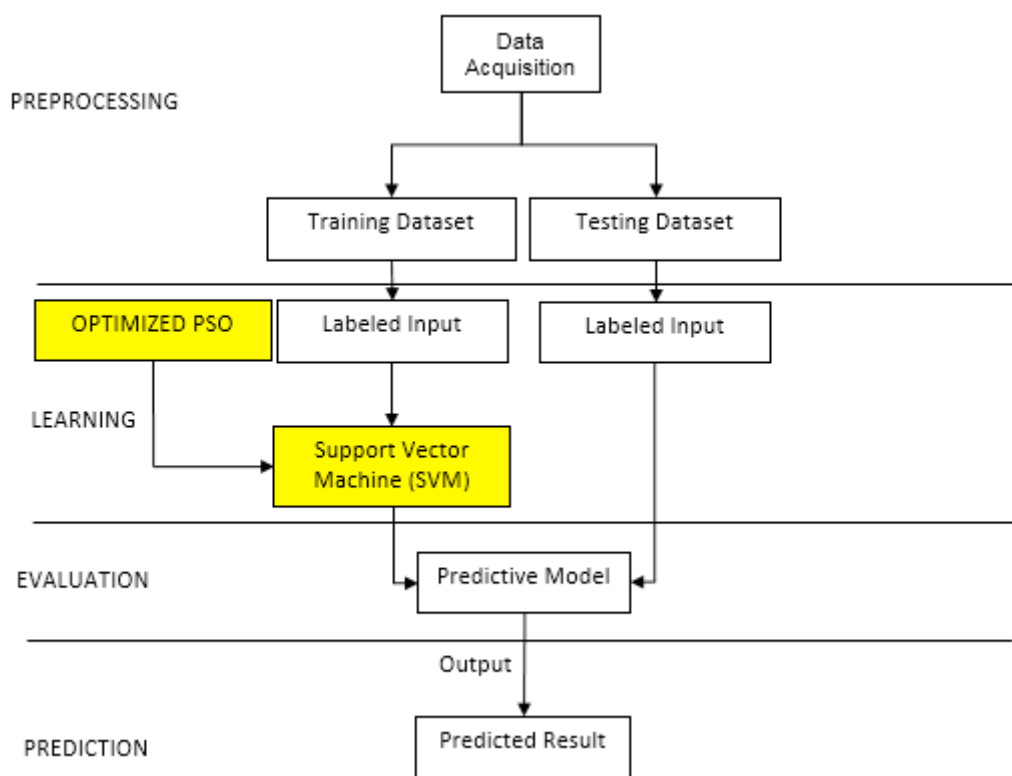 Data
Acquisition
PREPROCESSING
Training Dataset
Testing Dataset
OPTIMIZED PSO
Labeled Input
Labeled Input
LEARNING
Support Vector
Machine (SVM)
EVALUATION
Predictive Model
Output
PREDICTION
Predicted Result